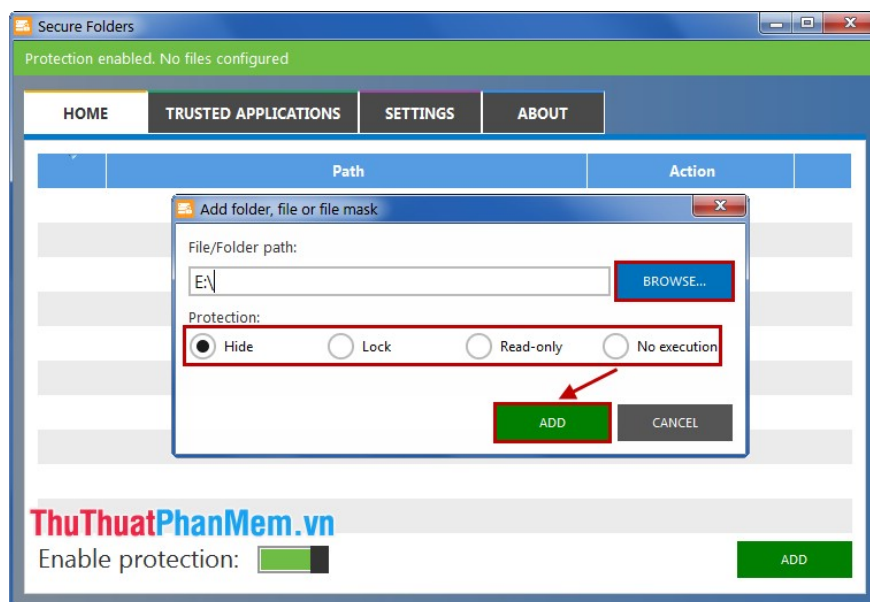 Secure Folders
Protection enabled. No files configured
HOME TRUSTED APPLICATIONS SETTINGS ABOUT
Path Action
Add folder, file or file mask
File/Folder path:
E:\
BROWSE...
Protection:
Hide Lock Read-only No execution
ADD CANCEL
ThuThuatPhanMem.vn
Enable protection:
ADD